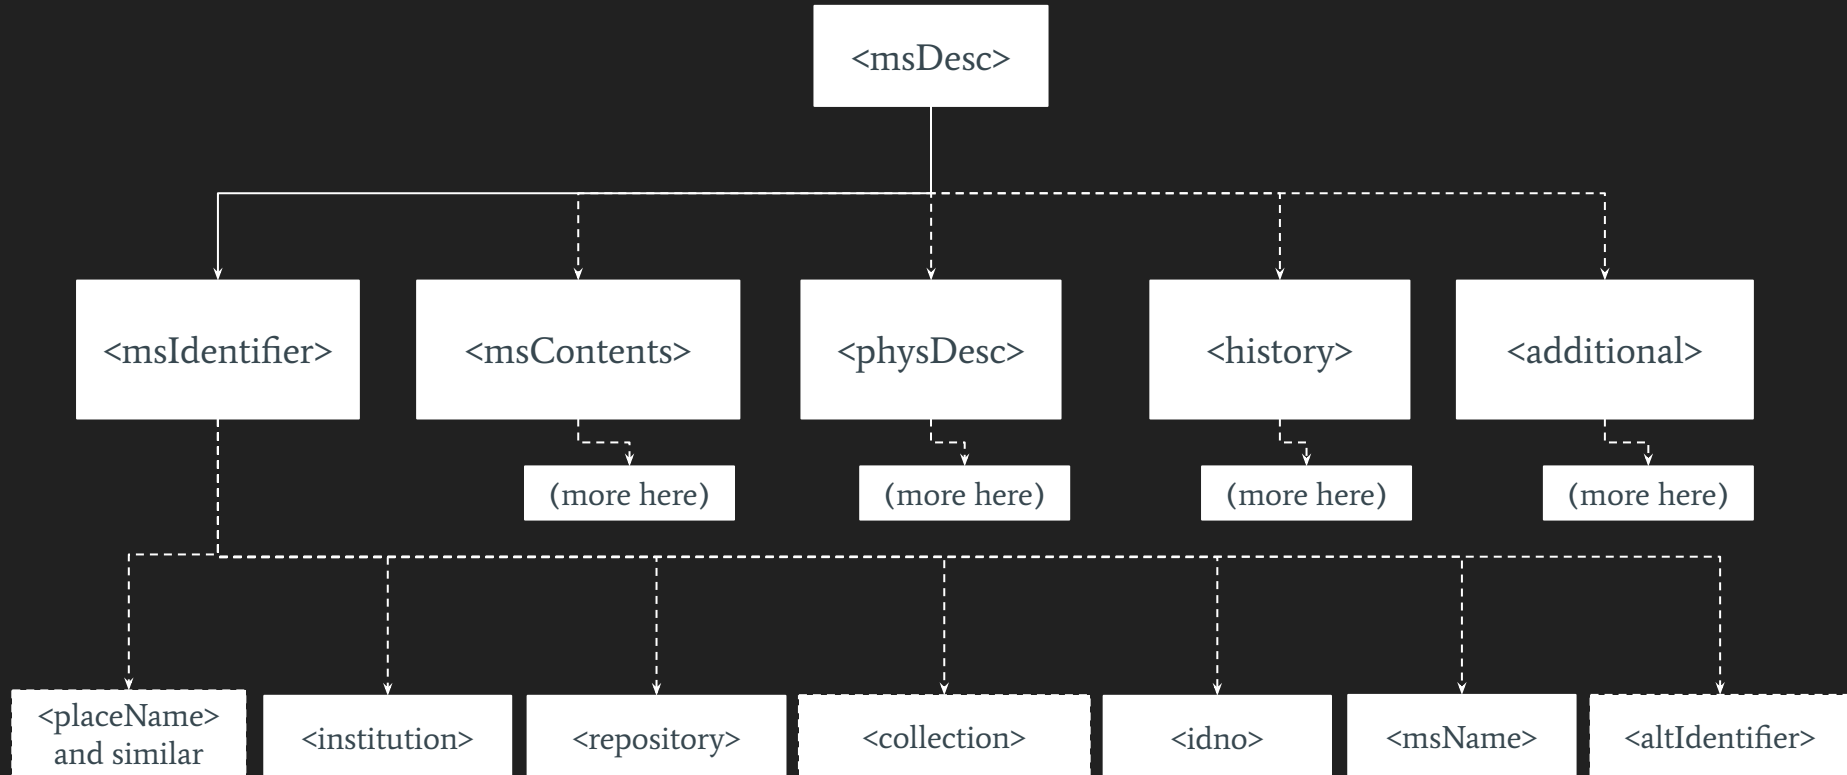 <msDesc>
<msIdentifier>
<msContents>
<physDesc>
<history>
<additional>
(more here)
(more here)
(more here)
(more here)
<placeName>
and similar
<institution>
<repository>
<collection>
<idno>
<msName>
<altIdentifier>